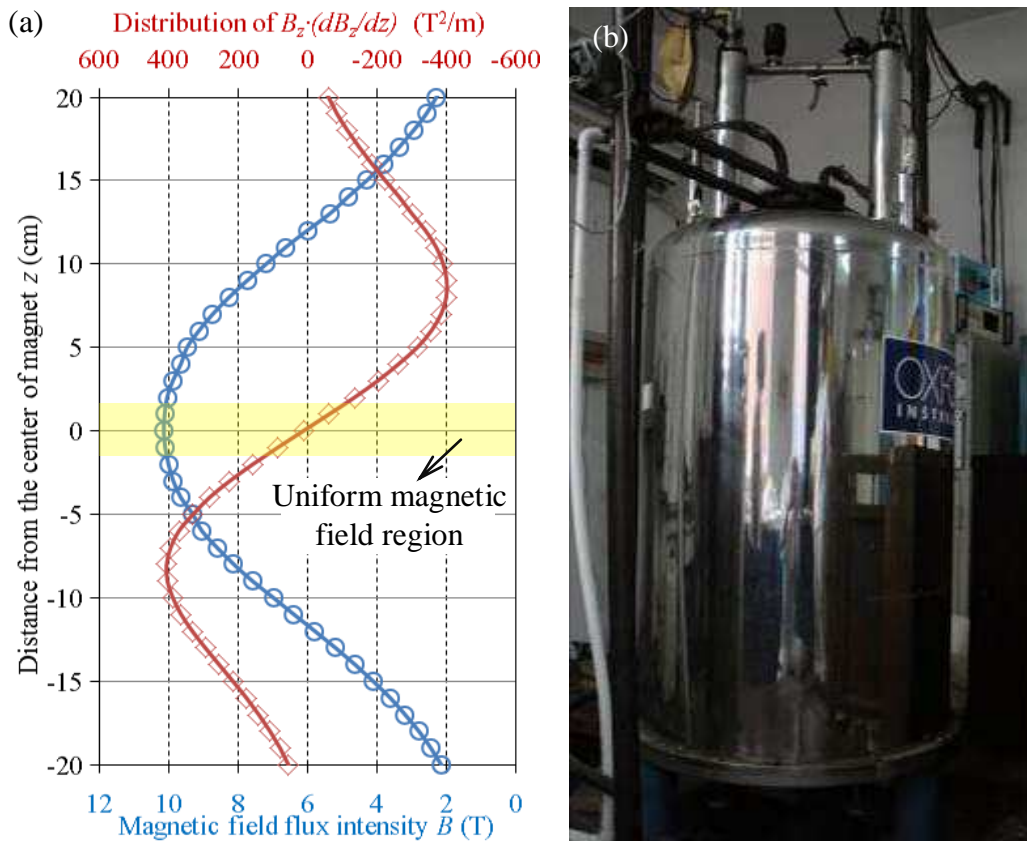 (a)
Distribution of Bz·(dBz/dz) (T²/m)
600 400 200 0 -200 -400 -600
20
15
10
5
0
-5
-10
-15
-20
Distance from the center of magnet z (cm)
Uniform magnetic
field region
12 10 8 6 4 2 0
Magnetic field flux intensity B (T)
(b)